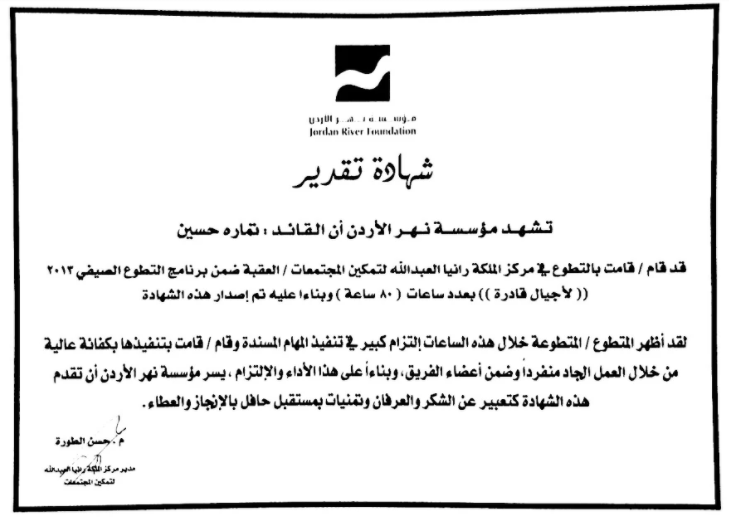 مؤسسة نهر الأردن
Jordan River Foundation
شهادة تقدير
تشهد مؤسسة نهر الأردن أن القائد : تماره حسين
قد قام / قامت بالتطوع في مركز الملكة رانيا العبدالله لتمكين المجتمعات / العقبة ضمن برنامج التطوع الصيفي ٢٠١٣
(( لأجيال قادرة )) بعدد ساعات ( ٨٠ ساعة ) وبناءا عليه تم إصدار هذه الشهادة
لقد أظهر المتطوع / المتطوعة خلال هذه الساعات إلتزام كبير في تنفيذ المهام المسندة وقام / قامت بتنفيذها بكفائة عالية
من خلال العمل الجاد منفرداً وضمن أعضاء الفريق، وبناءاً على هذا الأداء والإلتزام ، يسر مؤسسة نهر الأردن أن تقدم
هذه الشهادة كتعبير عن الشكر والعرفان وتمنيات بمستقبل حافل بالإنجاز والعطاء .
م . حسن الطورة
مدير مركز الملكة رانيا العبدالله
لتمكين المجتمعات